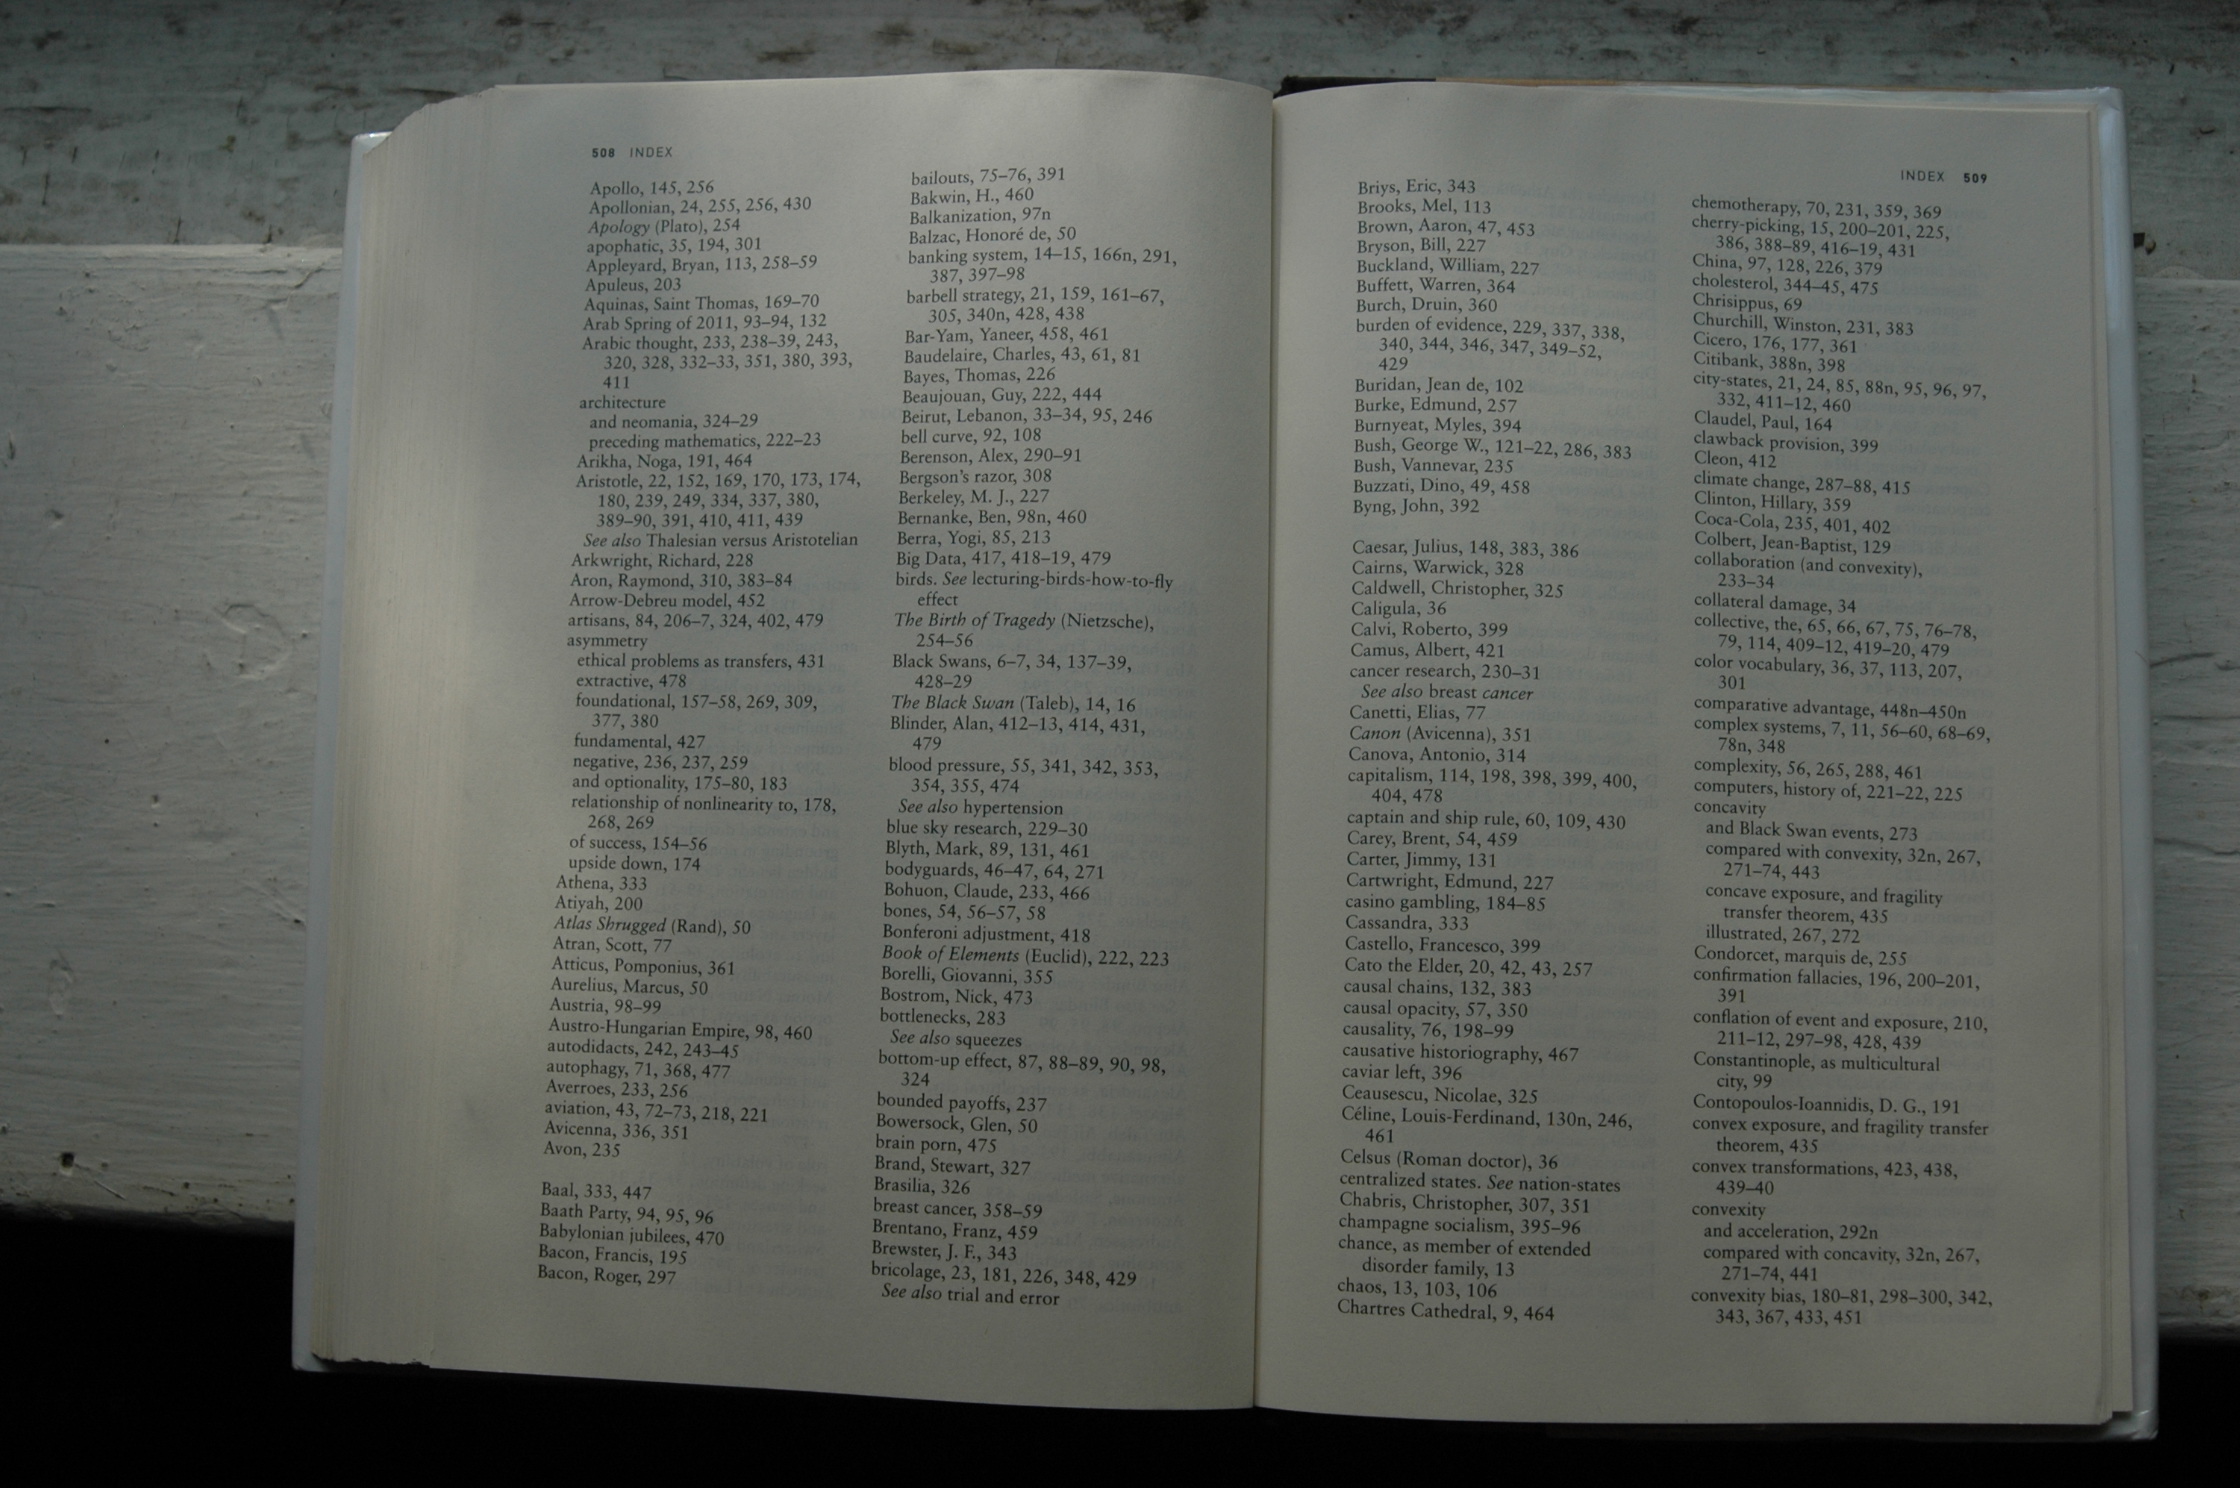 508 INDEX
Apollo, 145, 256
Apollonian, 24, 255, 256, 430
Apology (Plato), 254
apophatic, 35, 194, 301
Appleyard, Bryan, 113, 258–59
Apuleus, 203
Aquinas, Saint Thomas, 169–70
Arab Spring of 2011, 93–94, 132
Arabic thought, 233, 238–39, 243,
320, 328, 332–33, 351, 380, 393,
411
architecture
and neomania, 324–29
preceding mathematics, 222–23
Arikha, Noga, 191, 464
Aristotle, 22, 152, 169, 170, 173, 174,
180, 239, 249, 334, 337, 380,
389–90, 391, 410, 411, 439
See also Thalesian versus Aristotelian
Arkwright, Richard, 228
Aron, Raymond, 310, 383–84
Arrow-Debreu model, 452
artisans, 84, 206–7, 324, 402, 479
asymmetry
ethical problems as transfers, 431
extractive, 478
foundational, 157–58, 269, 309,
377, 380
fundamental, 427
negative, 236, 237, 259
and optionality, 175–80, 183
relationship of nonlinearity to, 178,
268, 269
of success, 154–56
upside down, 174
Athena, 333
Atiyah, 200
Atlas Shrugged (Rand), 50
Atran, Scott, 77
Atticus, Pomponius, 361
Aurelius, Marcus, 50
Austria, 98–99
Austro-Hungarian Empire, 98, 460
autodidacts, 242, 243–45
autophagy, 71, 368, 477
Averroes, 233, 256
aviation, 43, 72–73, 218, 221
Avicenna, 336, 351
Avon, 235
Baal, 333, 447
Baath Party, 94, 95, 96
Babylonian jubilees, 470
Bacon, Francis, 195
Bacon, Roger, 297
bailouts, 75–76, 391
Bakwin, H., 460
Balkanization, 97n
Balzac, Honoré de, 50
banking system, 14–15, 166n, 291,
387, 397–98
barbell strategy, 21, 159, 161–67,
305, 340n, 428, 438
Bar-Yam, Yaneer, 458, 461
Baudelaire, Charles, 43, 61, 81
Bayes, Thomas, 226
Beaujouan, Guy, 222, 444
Beirut, Lebanon, 33–34, 95, 246
bell curve, 92, 108
Berenson, Alex, 290–91
Bergson's razor, 308
Berkeley, M. J., 227
Bernanke, Ben, 98n, 460
Berra, Yogi, 85, 213
Big Data, 417, 418–19, 479
birds. See lecturing-birds-how-to-fly
effect
The Birth of Tragedy (Nietzsche),
254–56
Black Swans, 6–7, 34, 137–39,
428–29
The Black Swan (Taleb), 14, 16
Blinder, Alan, 412–13, 414, 431,
479
blood pressure, 55, 341, 342, 353,
354, 355, 474
See also hypertension
blue sky research, 229–30
Blyth, Mark, 89, 131, 461
bodyguards, 46–47, 64, 271
Bohuon, Claude, 233, 466
bones, 54, 56–57, 58
Bonferoni adjustment, 418
Book of Elements (Euclid), 222, 223
Borelli, Giovanni, 355
Bostrom, Nick, 473
bottlenecks, 283
See also squeezes
bottom-up effect, 87, 88–89, 90, 98,
324
bounded payoffs, 237
Bowersock, Glen, 50
brain porn, 475
Brand, Stewart, 327
Brasilia, 326
breast cancer, 358–59
Brentano, Franz, 459
Brewster, J. F., 343
bricolage, 23, 181, 226, 348, 429
See also trial and error
INDEX 509
Briys, Eric, 343
Brooks, Mel, 113
Brown, Aaron, 47, 453
Bryson, Bill, 227
Buckland, William, 227
Buffett, Warren, 364
Burch, Druin, 360
burden of evidence, 229, 337, 338,
340, 344, 346, 347, 349–52,
429
Buridan, Jean de, 102
Burke, Edmund, 257
Burnyeat, Myles, 394
Bush, George W., 121–22, 286, 383
Bush, Vannevar, 235
Buzzati, Dino, 49, 458
Byng, John, 392
Caesar, Julius, 148, 383, 386
Cairns, Warwick, 328
Caldwell, Christopher, 325
Caligula, 36
Calvi, Roberto, 399
Camus, Albert, 421
cancer research, 230–31
See also breast cancer
Canetti, Elias, 77
Canon (Avicenna), 351
Canova, Antonio, 314
capitalism, 114, 198, 398, 399, 400,
404, 478
captain and ship rule, 60, 109, 430
Carey, Brent, 54, 459
Carter, Jimmy, 131
Cartwright, Edmund, 227
casino gambling, 184–85
Cassandra, 333
Castello, Francesco, 399
Cato the Elder, 20, 42, 43, 257
causal chains, 132, 383
causal opacity, 57, 350
causality, 76, 198–99
causative historiography, 467
caviar left, 396
Ceausescu, Nicolae, 325
Céline, Louis-Ferdinand, 130n, 246,
461
Celsus (Roman doctor), 36
centralized states. See nation-states
Chabris, Christopher, 307, 351
champagne socialism, 395–96
chance, as member of extended
disorder family, 13
chaos, 13, 103, 106
Chartres Cathedral, 9, 464
chemotherapy, 70, 231, 359, 369
cherry-picking, 15, 200–201, 225,
386, 388–89, 416–19, 431
China, 97, 128, 226, 379
cholesterol, 344–45, 475
Chrisippus, 69
Churchill, Winston, 231, 383
Cicero, 176, 177, 361
Citibank, 388n, 398
city-states, 21, 24, 85, 88n, 95, 96, 97,
332, 411–12, 460
Claudel, Paul, 164
clawback provision, 399
Cleon, 412
climate change, 287–88, 415
Clinton, Hillary, 359
Coca-Cola, 235, 401, 402
Colbert, Jean-Baptist, 129
collaboration (and convexity),
233–34
collateral damage, 34
collective, the, 65, 66, 67, 75, 76–78,
79, 114, 409–12, 419–20, 479
color vocabulary, 36, 37, 113, 207,
301
comparative advantage, 448n–450n
complex systems, 7, 11, 56–60, 68–69,
78n, 348
complexity, 56, 265, 288, 461
computers, history of, 221–22, 225
concavity
and Black Swan events, 273
compared with convexity, 32n, 267,
271–74, 443
concave exposure, and fragility
transfer theorem, 435
illustrated, 267, 272
Condorcet, marquis de, 255
confirmation fallacies, 196, 200–201,
391
conflation of event and exposure, 210,
211–12, 297–98, 428, 439
Constantinople, as multicultural
city, 99
Contopoulos-Ioannidis, D. G., 191
convex exposure, and fragility transfer
theorem, 435
convex transformations, 423, 438,
439–40
convexity
and acceleration, 292n
compared with concavity, 32n, 267,
271–74, 441
convexity bias, 180–81, 298–300, 342,
343, 367, 433, 451